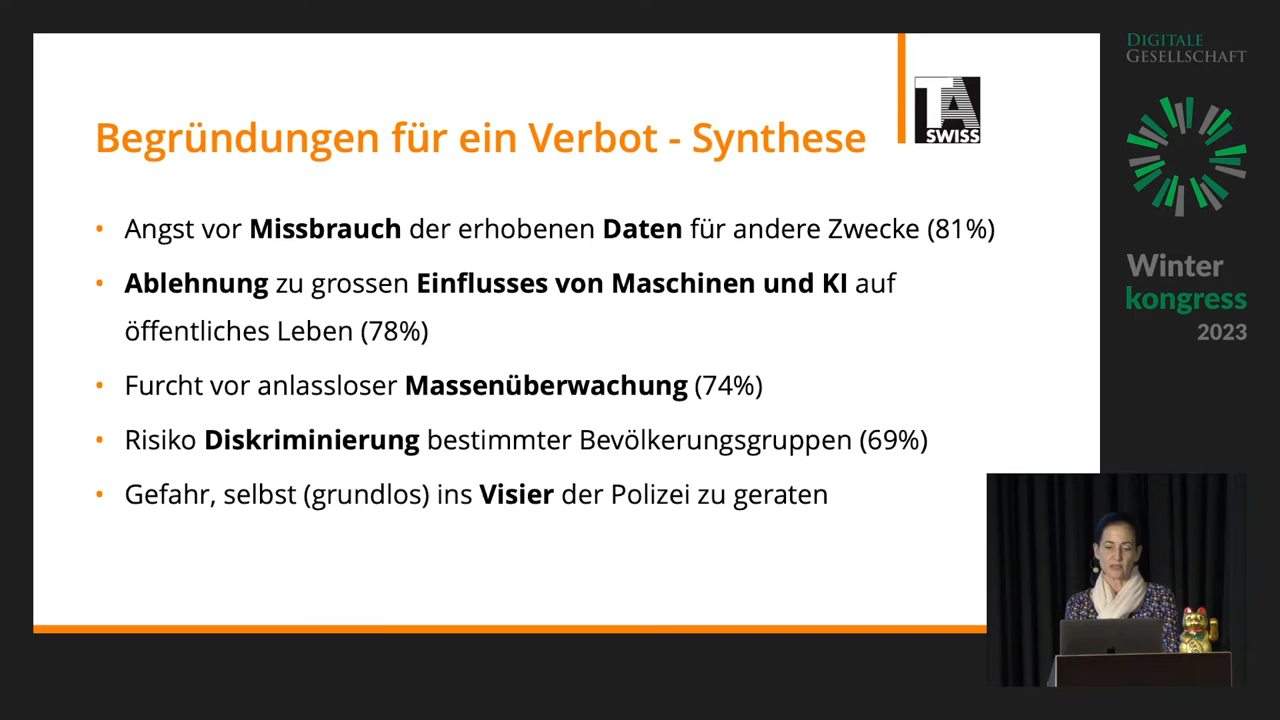 Begründungen für ein Verbot - Synthese
TA
SWISS
• Angst vor Missbrauch der erhobenen Daten für andere Zwecke (81%)
• Ablehnung zu grossen Einflusses von Maschinen und KI auf
öffentliches Leben (78%)
• Furcht vor anlassloser Massenüberwachung (74%)
• Risiko Diskriminierung bestimmter Bevölkerungsgruppen (69%)
• Gefahr, selbst (grundlos) ins Visier der Polizei zu geraten
DIGITALE
GESELLSCHAFT
Winter
kongress
2023